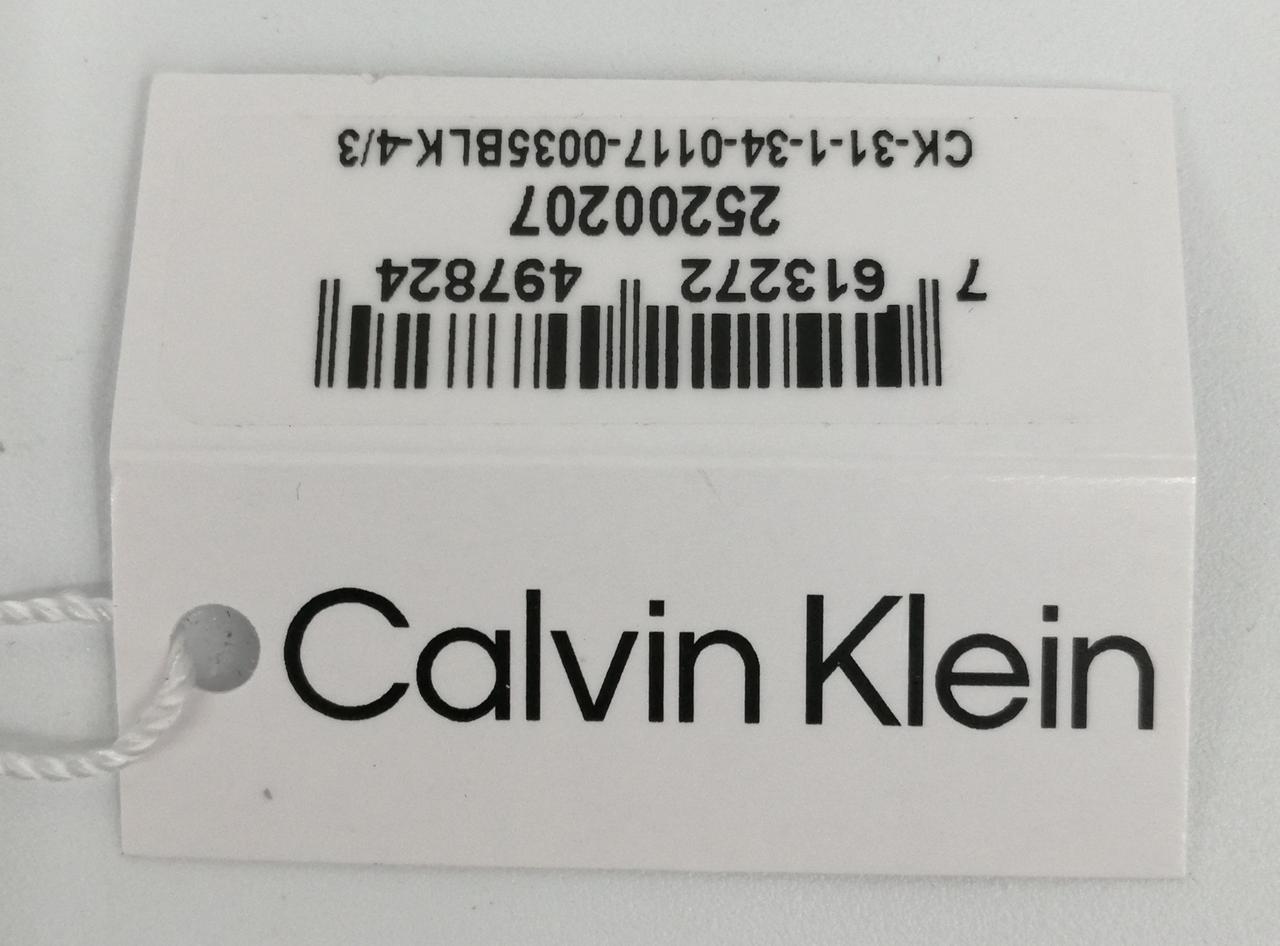 CK-31-1-34-0117-0035BLK-4/3
25200207
7 613272 497824
Calvin Klein